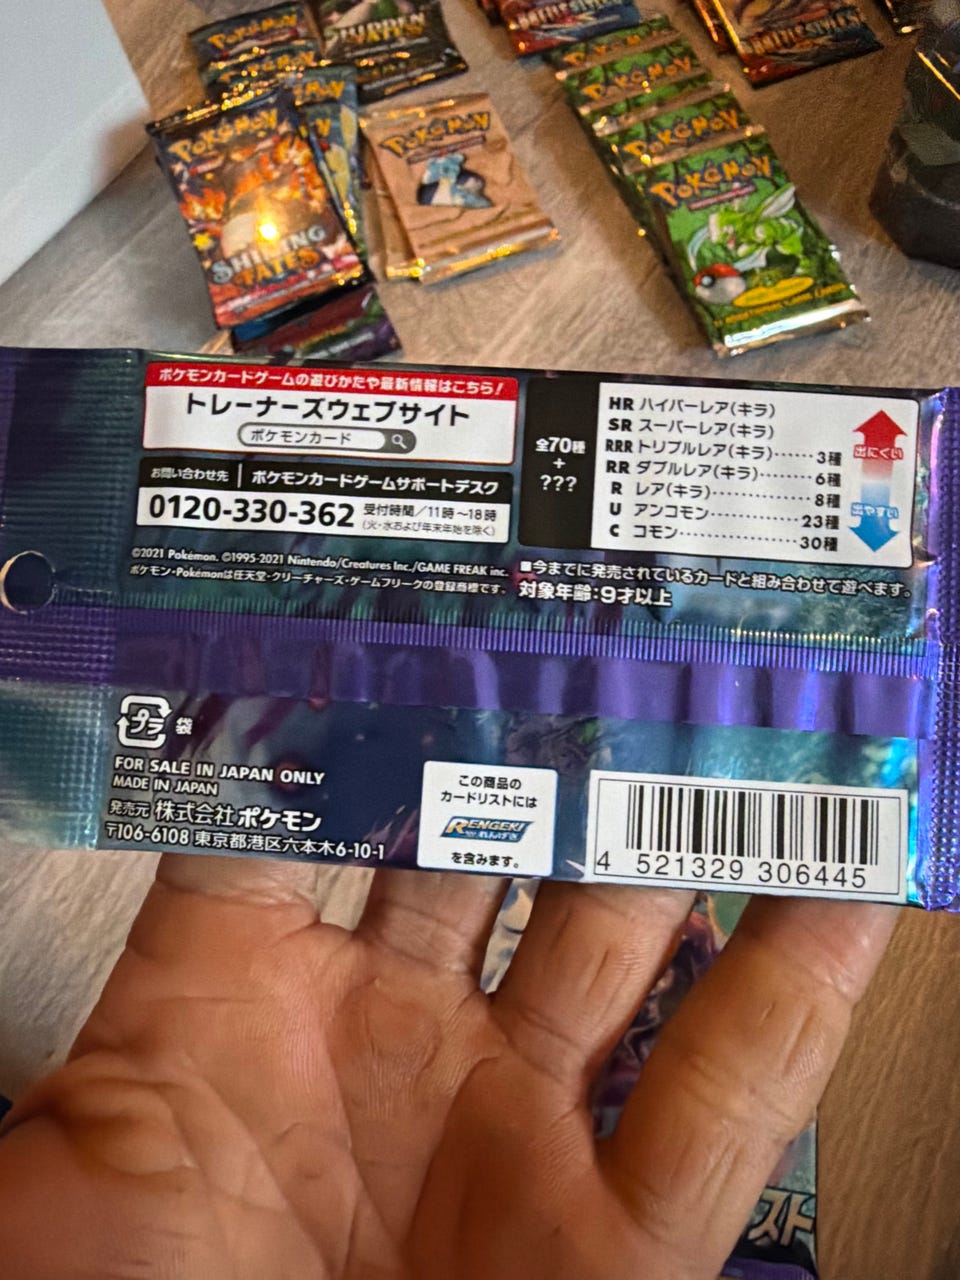 POKéMON
POKéMON
POKéMON
SHINING
FATES
HIDDEN
FATES
POKéMON
BATTLE STYLES
BATTLE STYLES
POKéMON
POKéMON
POKéMON
ポケモンカードゲームの遊びかたや最新情報はこちら!
トレーナーズウェブサイト
ポケモンカード
お問い合わせ先
ポケモンカードゲームサポートデスク
0120-330-362
受付時間/11時~18時
(火・水および年末年始を除く)
©2021 Pokémon. ©1995-2021 Nintendo/Creatures Inc./GAME FREAK inc.
ポケモン・Pokémonは任天堂・クリーチャーズ・ゲームフリークの登録商標です。
全70種
+
???
HR ハイパーレア(キラ)
SR スーパーレア(キラ)
RRR トリプルレア(キラ)……3種
RR ダブルレア(キラ)……6種
R レア(キラ)……8種
U アンコモン……23種
C コモン……30種
出にくい
出やすい
■今までに発売されているカードと組み合わせて遊べます。
対象年齢:9才以上
プラ 袋
FOR SALE IN JAPAN ONLY
MADE IN JAPAN
発売元 株式会社ポケモン
〒106-6108 東京都港区六本木6-10-1
この商品の
カードリストには
RENGEKI
れんげき
を含みます。
4 521329 306445
スト